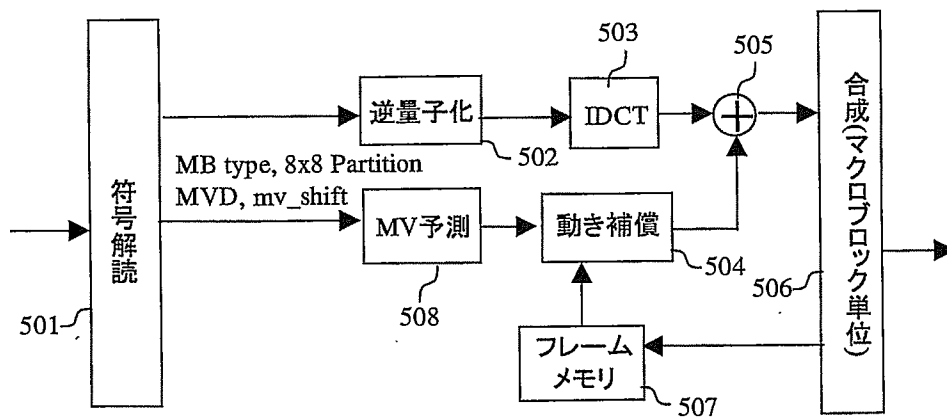 503
505
逆量子化
502
IDCT
MB type, 8x8 Partition
MVD, mv_shift
符号解読
501
MV予測
508
動き補償
504
合成(マクロブロック単位)
506
フレーム
メモリ
507